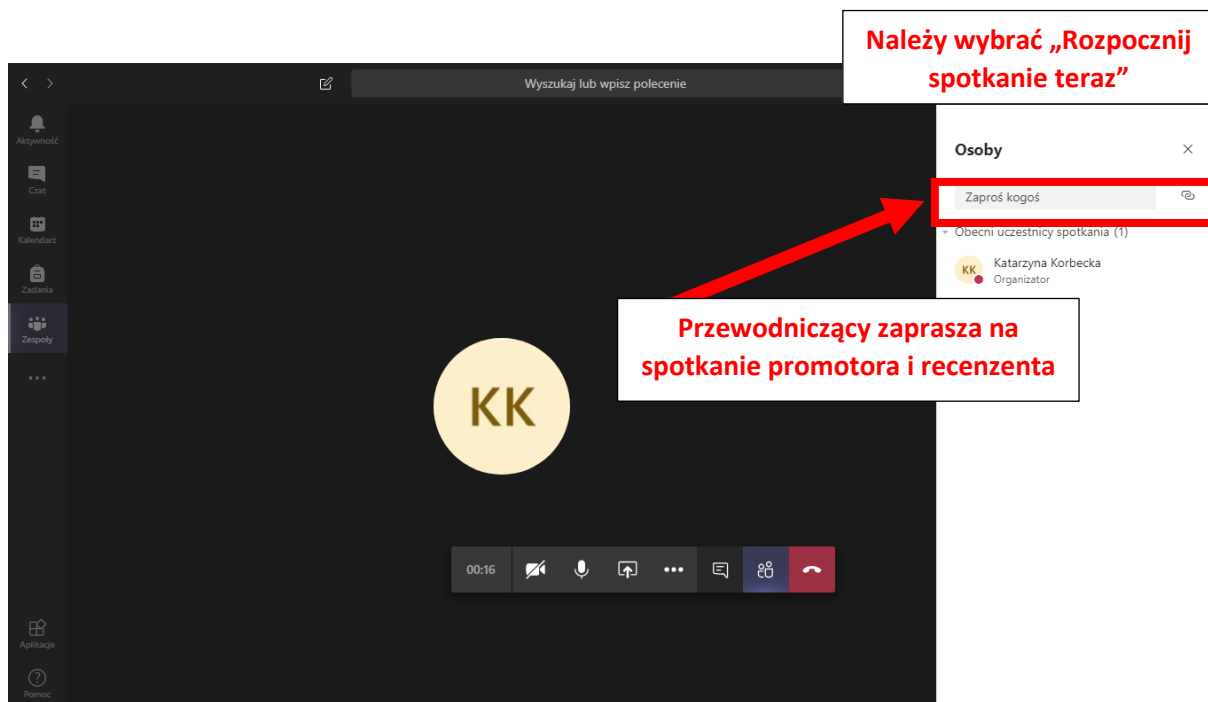 Należy wybrać „Rozpocznij
spotkanie teraz”
Wyszukaj lub wpisz polecenie
Aktywność
Czat
Kalendarz
Zadania
Zespoły
Aplikacje
Pomoc
Osoby
Zaproś kogoś
Obecni uczestnicy spotkania (1)
KK
Katarzyna Korbecka
Organizator
Przewodniczący zaprasza na
spotkanie promotora i recenzenta
KK
00:16